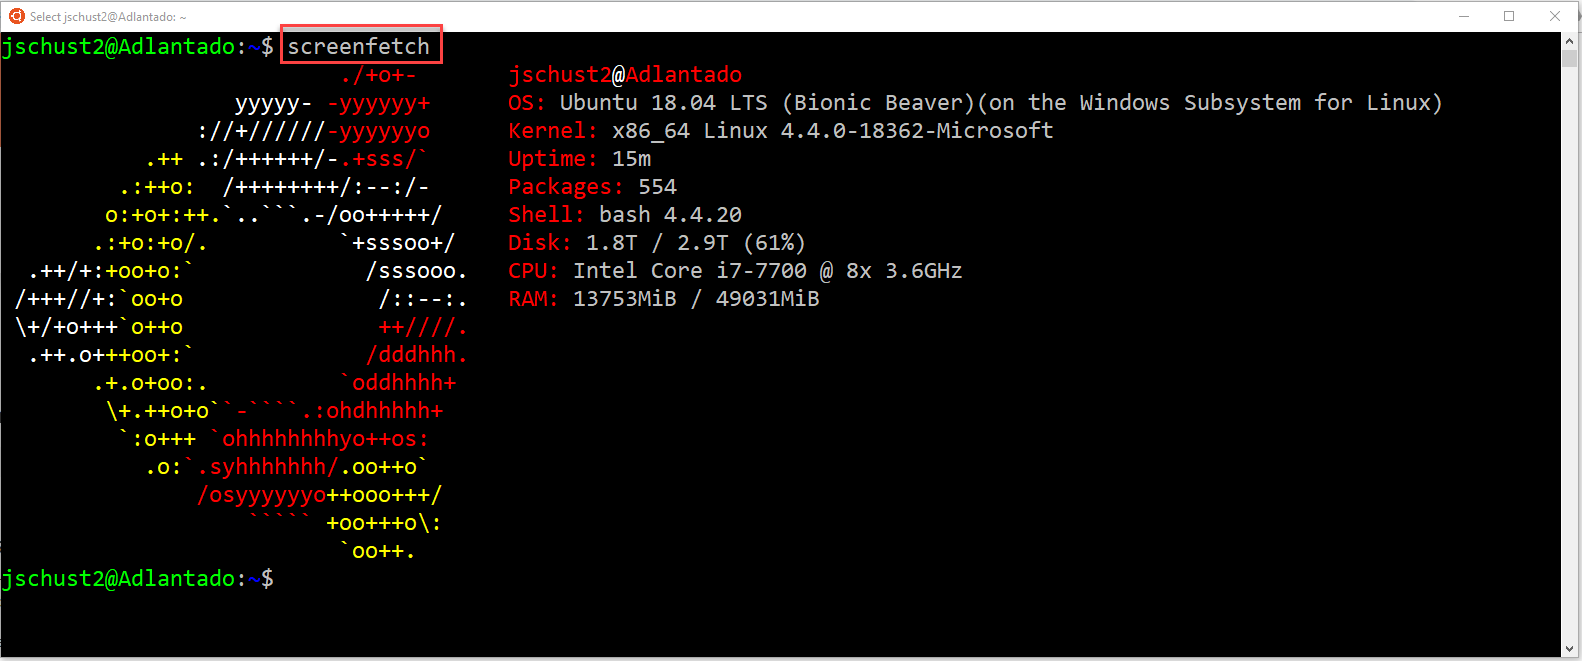 Select jschust2@Adlantado: ~
jschust2@Adlantado:~$ screenfetch
                          ./+o+-       jschust2@Adlantado
                  yyyyy- -yyyyyy+      OS: Ubuntu 18.04 LTS (Bionic Beaver)(on the Windows Subsystem for Linux)
               ://+//////-yyyyyyo      Kernel: x86_64 Linux 4.4.0-18362-Microsoft
           .++ .:/++++++/-.+sss/`      Uptime: 15m
         .:++o:  /++++++++/:--:/-      Packages: 554
        o:+o+:++.`..```.-/oo+++++/     Shell: bash 4.4.20
       .:+o:+o/.          `+sssoo+/    Disk: 1.8T / 2.9T (61%)
  .++/+:+oo+o:`             /sssooo.   CPU: Intel Core i7-7700 @ 8x 3.6GHz
 /+++//+:`oo+o               /::--:.   RAM: 13753MiB / 49031MiB
 \+/+o+++`o++o               ++////.
  .++.o+++oo+:`             /dddhhh.
       .+.o+oo:.          `oddhhhh+
        \+.++o+o``-````.:ohdhhhhh+
         `:o+++ `ohhhhhhhhyo++os:
           .o:`.syhhhhhhh/.oo++o`
               /osyyyyyyo++ooo+++/
                   ````` +oo+++o\:
                          `oo++.
jschust2@Adlantado:~$